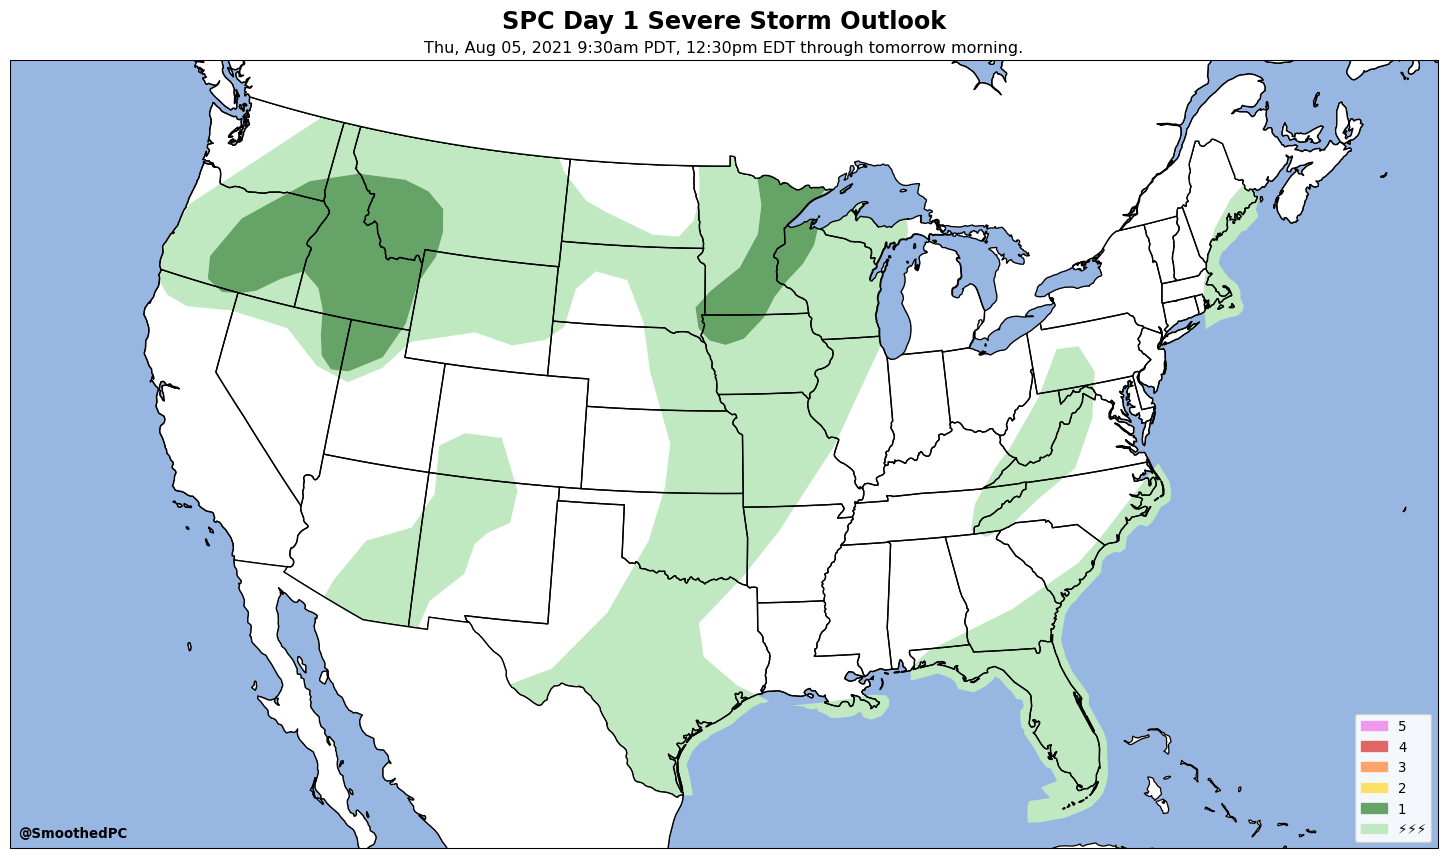 SPC Day 1 Severe Storm Outlook
Thu, Aug 05, 2021 9:30am PDT, 12:30pm EDT through tomorrow morning.
5
4
3
2
1
⚡⚡⚡
@SmoothedPC